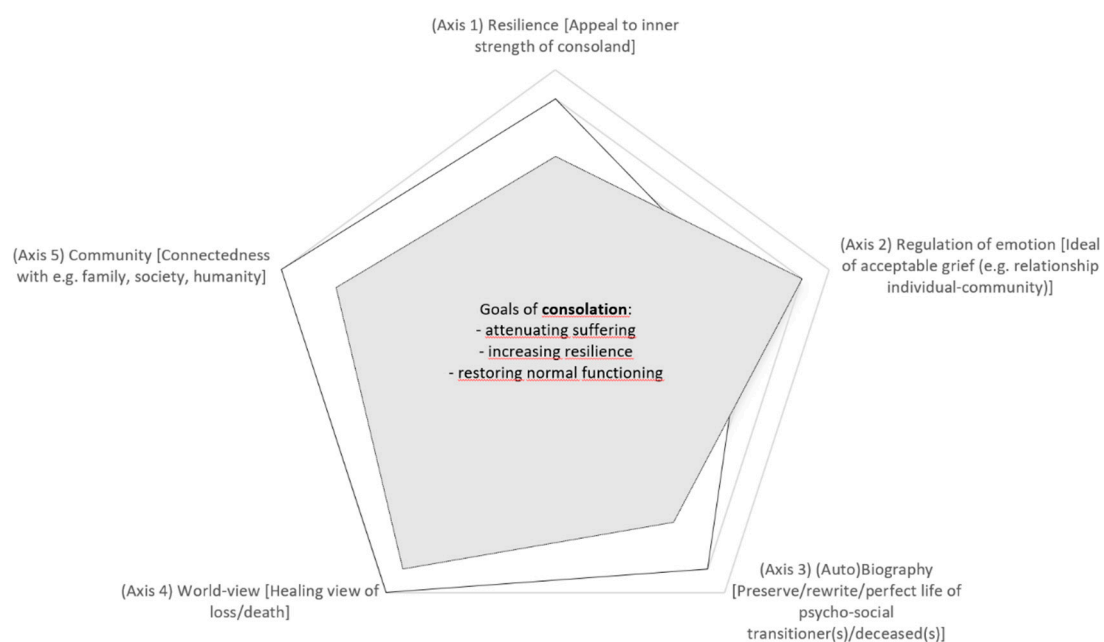 (Axis 1) Resilience [Appeal to inner
strength of consoland]
(Axis 5) Community [Connectedness
with e.g. family, society, humanity]
(Axis 2) Regulation of emotion [Ideal
of acceptable grief (e.g. relationship
individual-community)]
Goals of consolation:
- attenuating suffering
- increasing resilience
- restoring normal functioning
(Axis 4) World-view [Healing view of
loss/death]
(Axis 3) (Auto)Biography
[Preserve/rewrite/perfect life of
psycho-social
transitioner(s)/deceased(s)]